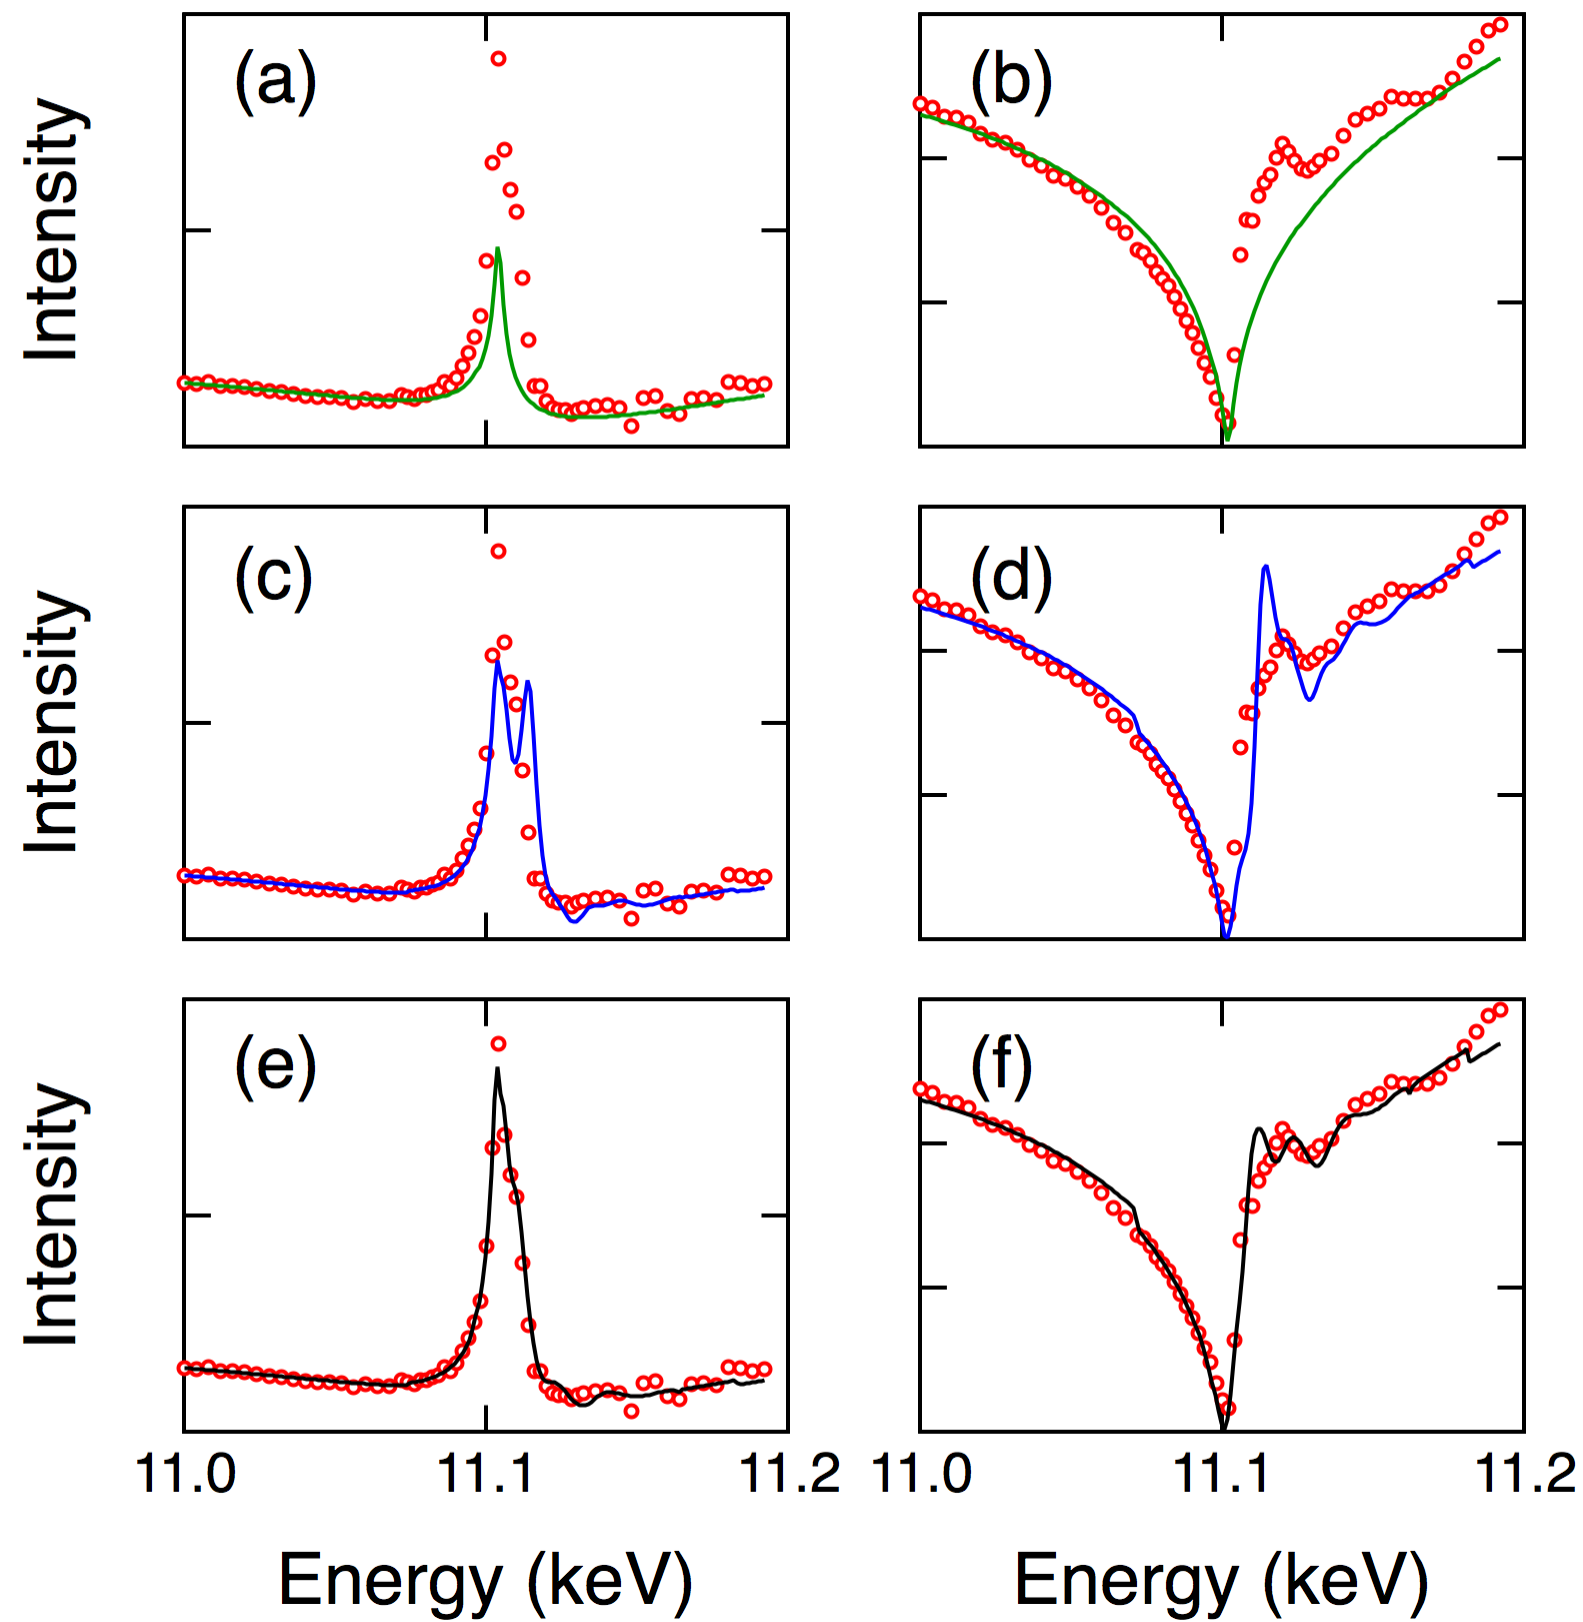 (a)
(b)
Intensity
(c)
(d)
Intensity
(e)
(f)
Intensity
11.0 11.1 11.2
11.0 11.1 11.2
Energy (keV)
Energy (keV)